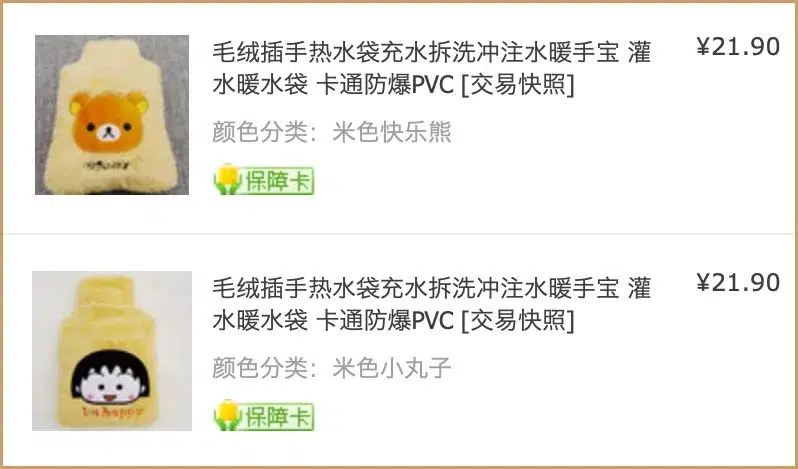 毛绒插手热水袋充水拆洗冲注水暖手宝 灌
水暖水袋 卡通防爆PVC [交易快照]
¥21.90
颜色分类：米色快乐熊
保障卡
毛绒插手热水袋充水拆洗冲注水暖手宝 灌
水暖水袋 卡通防爆PVC [交易快照]
¥21.90
颜色分类：米色小丸子
保障卡